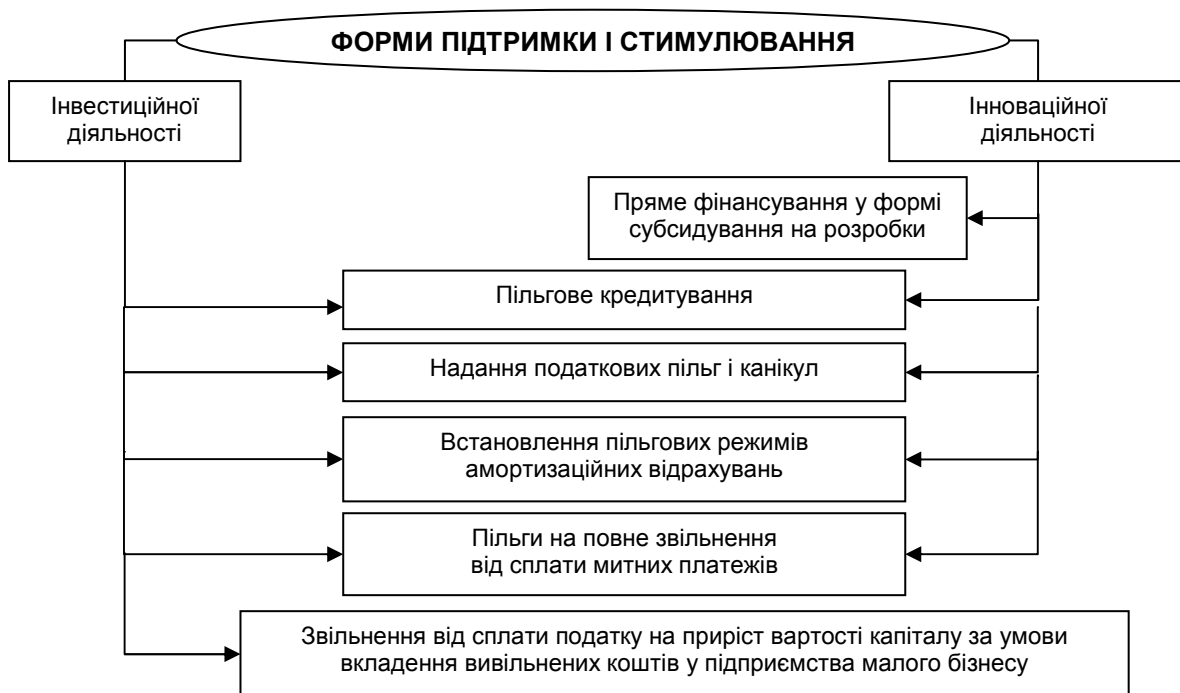 ФОРМИ ПІДТРИМКИ І СТИМУЛЮВАННЯ
Інвестиційної
діяльності
Інноваційної
діяльності
Пряме фінансування у формі
субсидування на розробки
Пільгове кредитування
Надання податкових пільг і канікул
Встановлення пільгових режимів
амортизаційних відрахувань
Пільги на повне звільнення
від сплати митних платежів
Звільнення від сплати податку на приріст вартості капіталу за умови
вкладення вивільнених коштів у підприємства малого бізнесу